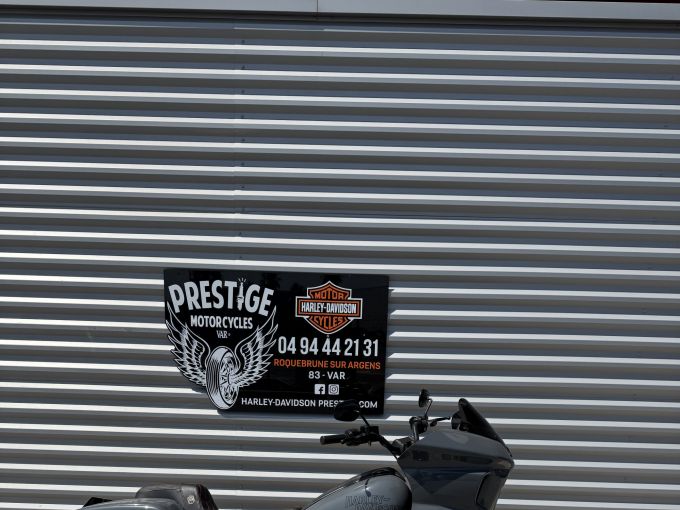 PRESTIGE
MOTORCYCLES
VAR
MOTOR
HARLEY-DAVIDSON
CYCLES
04 94 44 21 31
ROQUEBRUNE SUR ARGENS
83 - VAR
HARLEY-DAVIDSON .COM
HARLEY-